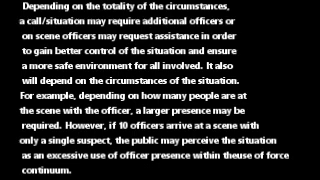 Depending on the totality of the circumstances,
a call/situation may require additional officers or
on scene officers may request assistance in order
to gain better control of the situation and ensure
a more safe environment for all involved. It also
will depend on the circumstances of the situation.
For example, depending on how many people are at
the scene with the officer, a larger presence may be
required. However, if 10 officers arrive at a scene with
only a single suspect, the public may perceive the situation
as an excessive use of officer presence within theuse of force
continuum.